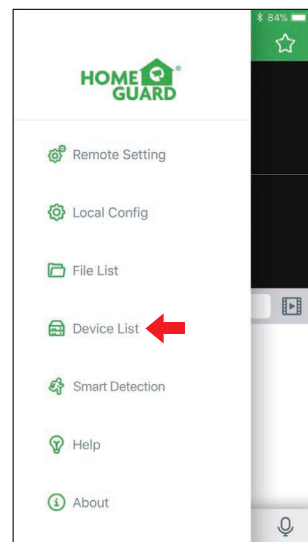 84%
HOME
GUARD
®
Remote Setting
Local Config
File List
Device List
Smart Detection
Help
About